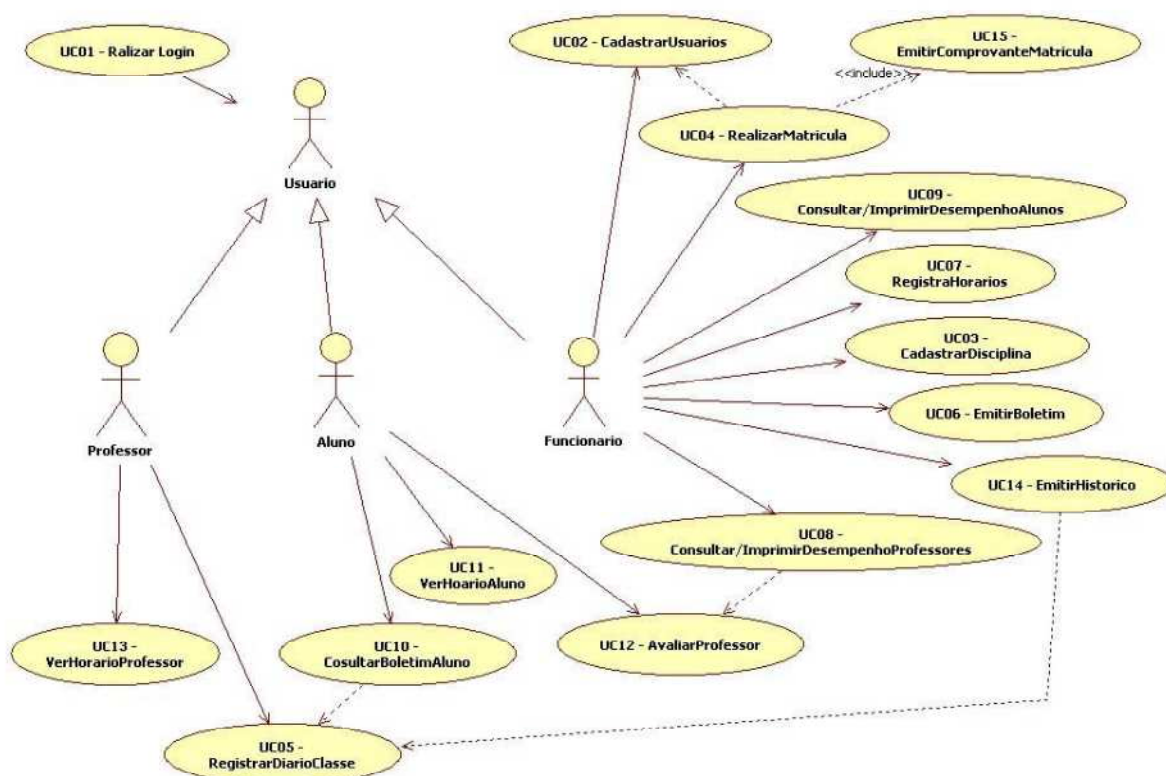 UC01 - Ralizar Login
UC02 - CadastrarUsuarios
UC15 -
EmitirComprovanteMatricula
<<include>>
UC04 - RealizarMatricula
Usuario
UC09 -
Consultar/ImprimirDesempenhoAlunos
UC07 -
RegistraHorarios
UC03 -
CadastrarDisciplina
UC06 - EmitirBoletim
Professor
Aluno
Funcionario
UC14 - EmitirHistorico
UC08 -
Consultar/ImprimirDesempenhoProfessores
UC11 -
VerHoarioAluno
UC13 -
VerHorarioProfessor
UC10 -
CosultarBoletimAluno
UC12 - AvaliarProfessor
UC05 -
RegistrarDiarioClasse